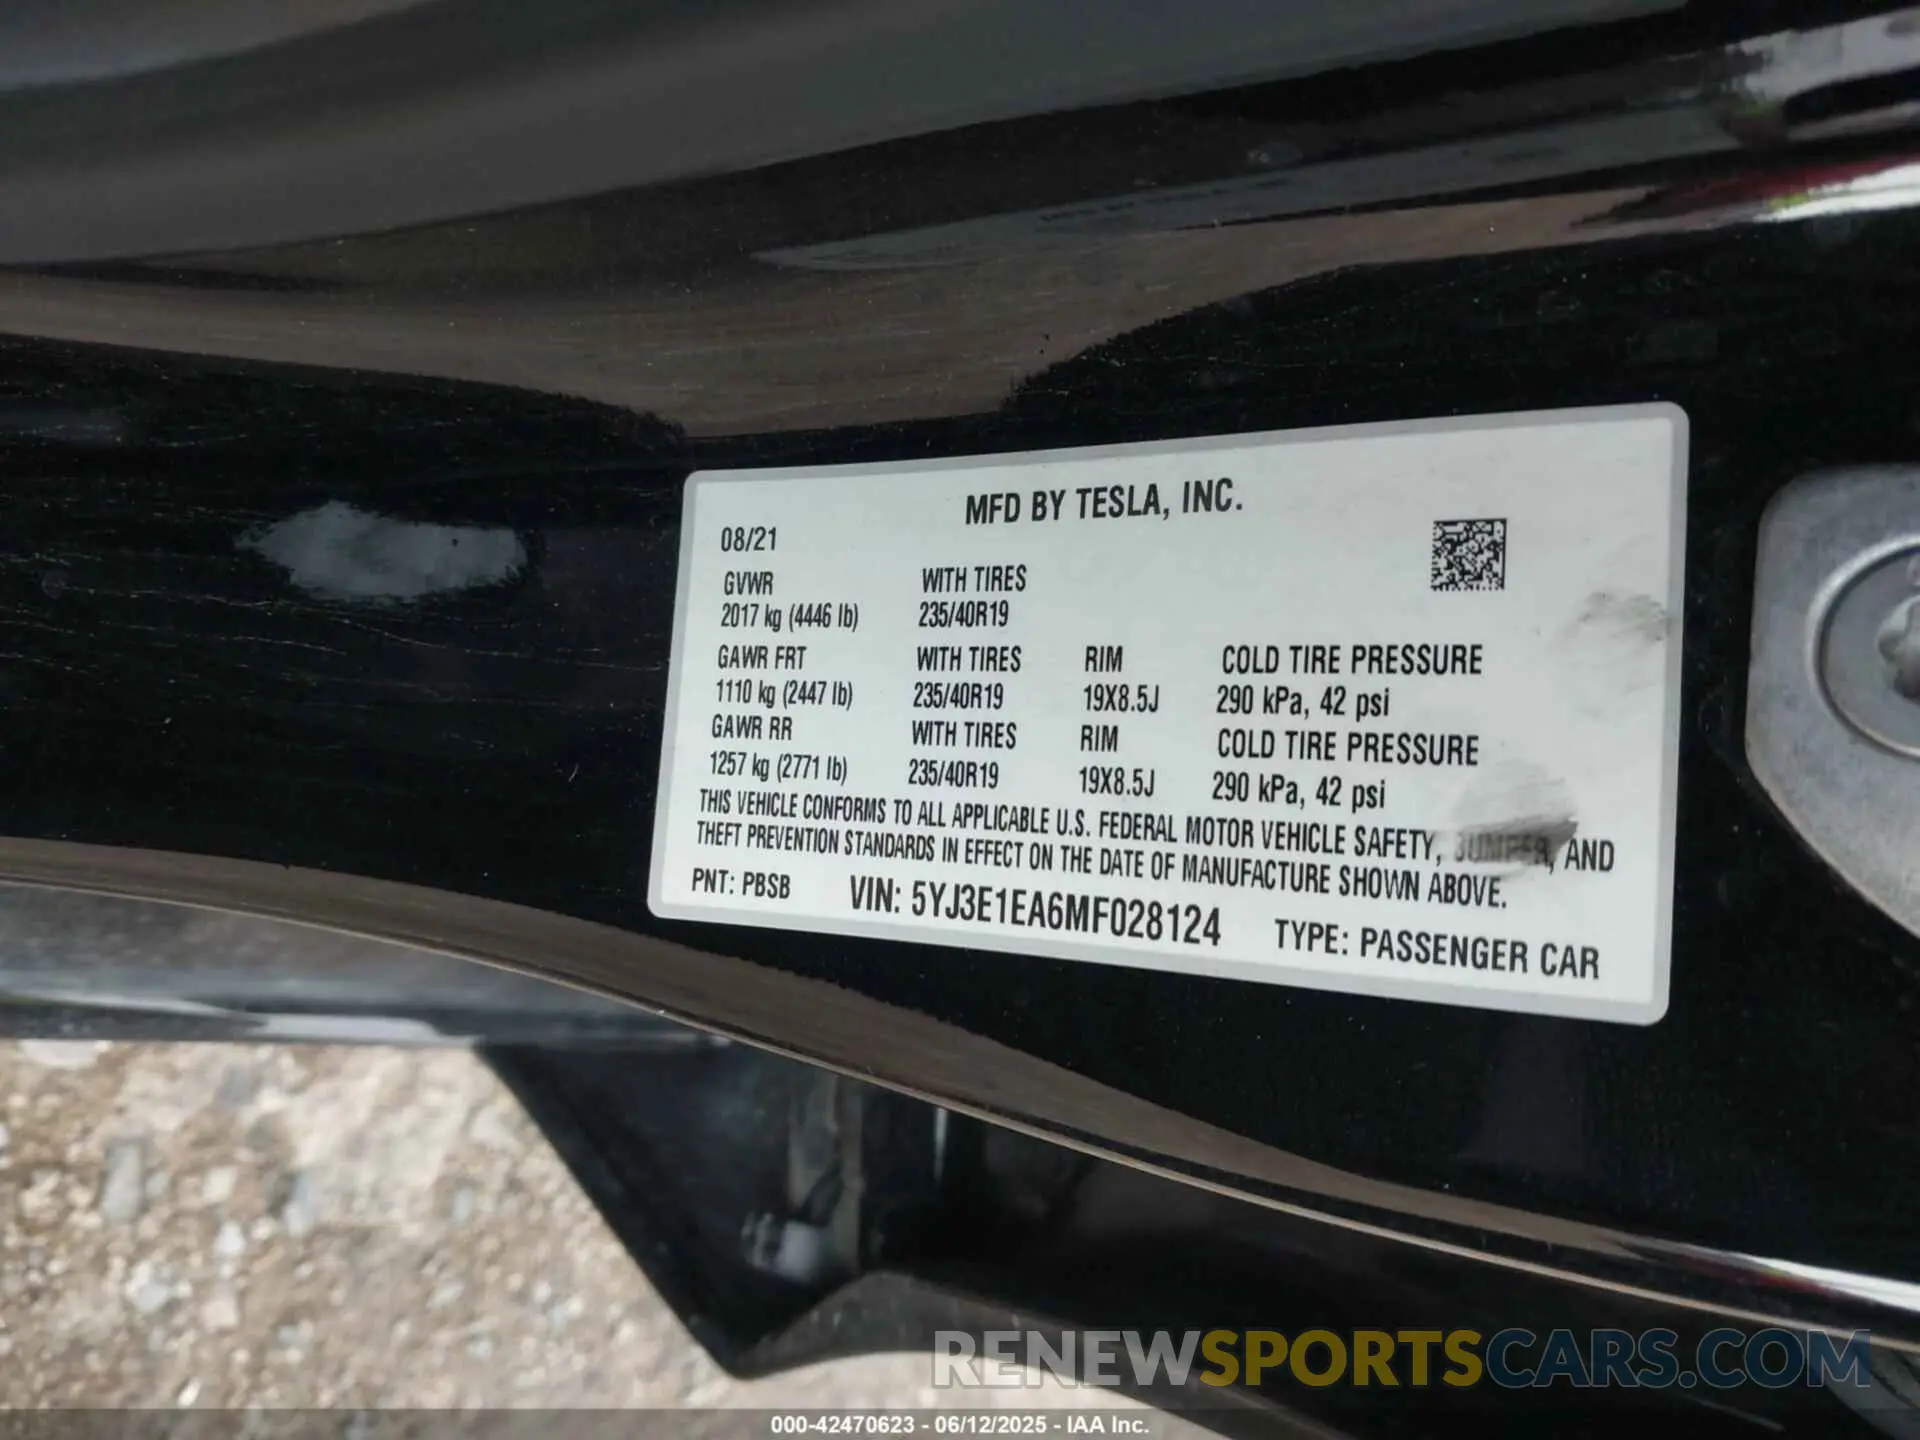 MFD BY TESLA, INC.
08/21
GVWR WITH TIRES
2017 kg (4446 lb) 235/40R19
GAWR FRT WITH TIRES RIM COLD TIRE PRESSURE
1110 kg (2447 lb) 235/40R19 19X8.5J 290 kPa, 42 psi
GAWR RR WITH TIRES RIM COLD TIRE PRESSURE
1257 kg (2771 lb) 235/40R19 19X8.5J 290 kPa, 42 psi
THIS VEHICLE CONFORMS TO ALL APPLICABLE U.S. FEDERAL MOTOR VEHICLE SAFETY, BUMPER, AND
THEFT PREVENTION STANDARDS IN EFFECT ON THE DATE OF MANUFACTURE SHOWN ABOVE.
PNT: PBSB VIN: 5YJ3E1EA6MF028124 TYPE: PASSENGER CAR
RENEWSPORTSCARS.COM
000-42470623 - 06/12/2025 - IAA Inc.